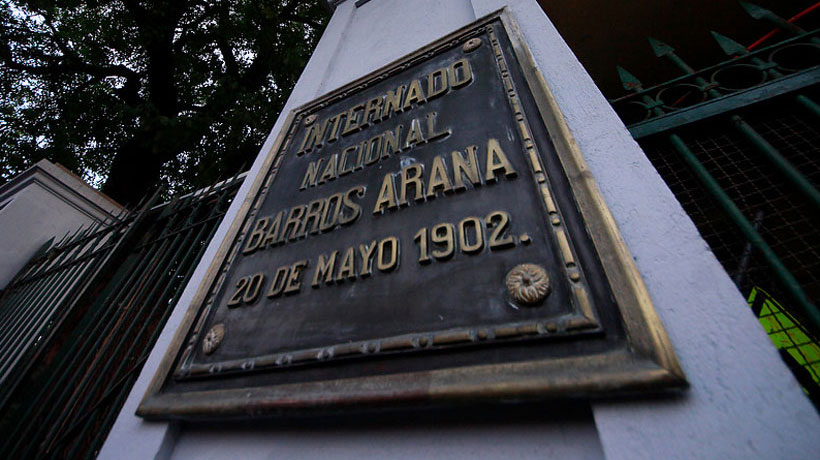 INTERNADO
NACIONAL
BARROS ARANA
20 DE MAYO 1902.